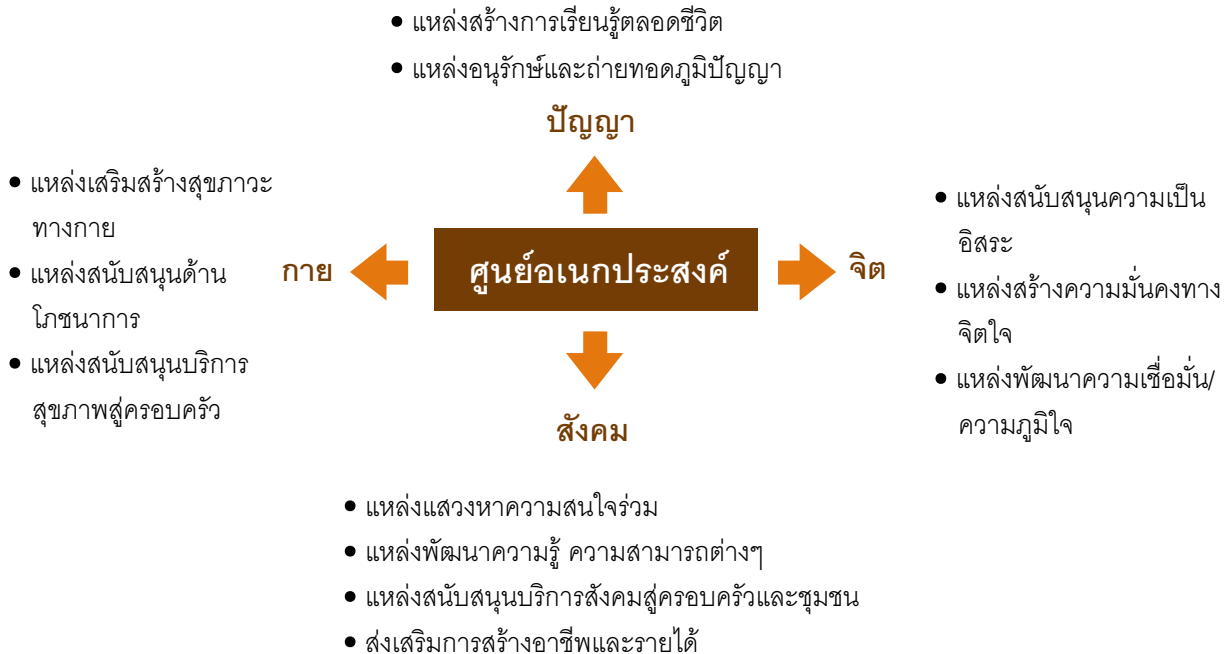 • แหล่งสร้างการเรียนรู้ตลอดชีวิต
• แหล่งอนุรักษ์และถ่ายทอดภูมิปัญญา
ปัญญา
• แหล่งเสริมสร้างสุขภาวะ
ทางกาย
• แหล่งสนับสนุนด้าน
โภชนาการ
• แหล่งสนับสนุนบริการ
สุขภาพสู่ครอบครัว
กาย
ศูนย์อเนกประสงค์
จิต
• แหล่งสนับสนุนความเป็น
อิสระ
• แหล่งสร้างความมั่นคงทาง
จิตใจ
• แหล่งพัฒนาความเชื่อมั่น/
ความภูมิใจ
สังคม
• แหล่งแสวงหาความสนใจร่วม
• แหล่งพัฒนาความรู้ ความสามารถต่างๆ
• แหล่งสนับสนุนบริการสังคมสู่ครอบครัวและชุมชน
• ส่งเสริมการสร้างอาชีพและรายได้